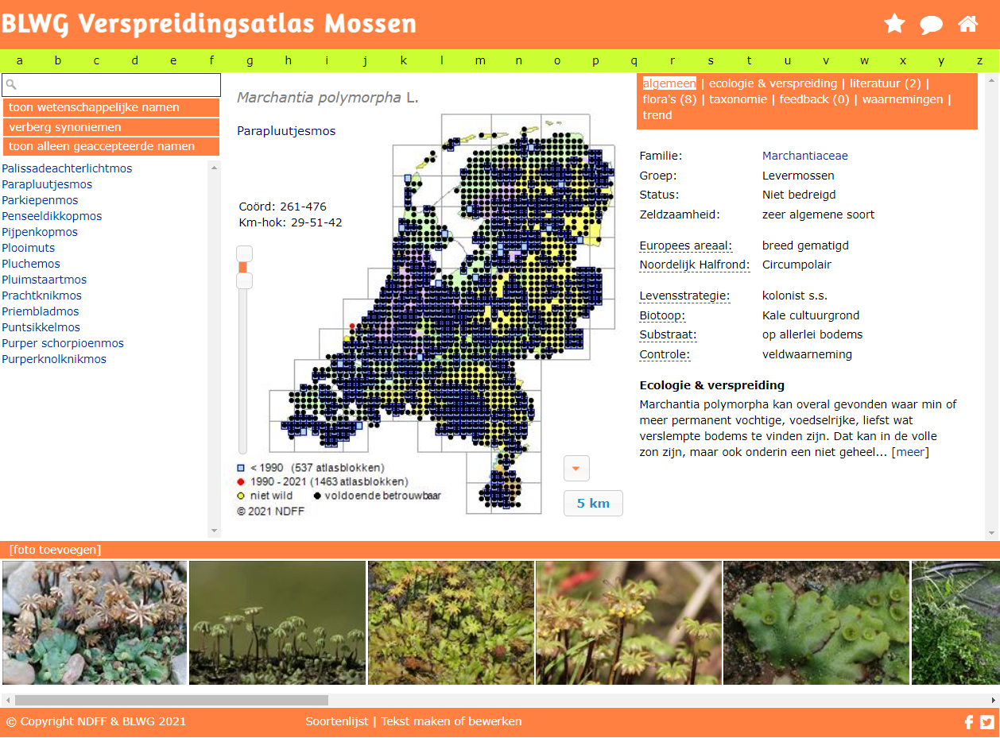 BLWG Verspreidingsatlas Mossen
a b c d e f g h i j k l m n o p q r s t u v w x y z
toon wetenschappelijke namen
verberg synoniemen
toon alleen geaccepteerde namen
Palissadeachterlichtmos
Parapluutjesmos
Parkiepenmos
Penseeldikkopmos
Pijpenkopmos
Plooimuts
Pluchemos
Pluimstaartmos
Prachtknikmos
Priembladmos
Puntsikkelmos
Purper schorpioenmos
Purperknolknikmos
Marchantia polymorpha L.
Parapluutjesmos
Coörd: 261-476
Km-hok: 29-51-42
< 1990 (537 atlasblokken)
1990 - 2021 (1463 atlasblokken)
niet wild voldoende betrouwbaar
© 2021 NDFF
5 km
algemeen | ecologie & verspreiding | literatuur (2) |
flora's (8) | taxonomie | feedback (0) | waarnemingen |
trend
Familie: Marchantiaceae
Groep: Levermossen
Status: Niet bedreigd
Zeldzaamheid: zeer algemene soort
Europees areaal: breed gematigd
Noordelijk Halfrond: Circumpolair
Levensstrategie: kolonist s.s.
Biotoop: Kale cultuurgrond
Substraat: op allerlei bodems
Controle: veldwaarneming
Ecologie & verspreiding
Marchantia polymorpha kan overal gevonden waar min of
meer permanent vochtige, voedselrijke, liefst wat
verslempte bodems te vinden zijn. Dat kan in de volle
zon zijn, maar ook onderin een niet geheel... [meer]
[foto toevoegen]
© Copyright NDFF & BLWG 2021
Soortenlijst | Tekst maken of bewerken